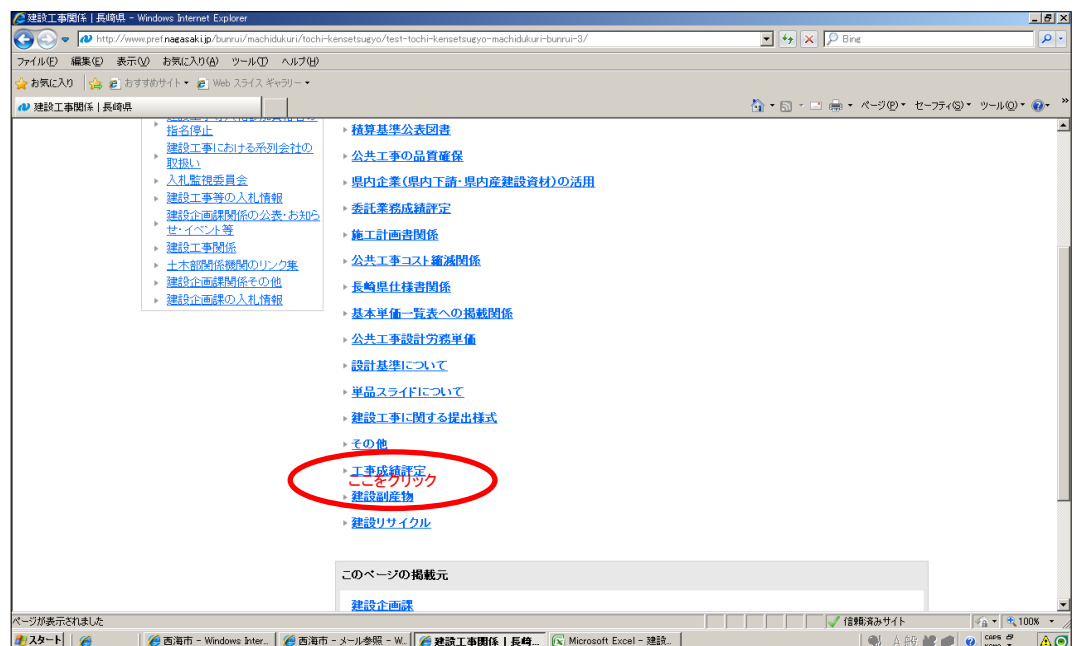 建設工事関係 | 長崎県 - Windows Internet Explorer
http://www.pref.nagasaki.jp/bunrui/machidukuri/tochi-kensetsugyo/test-tochi-kensetsugyo-machidukuri-bunrui-3/
Bing
ファイル(F) 編集(E) 表示(V) お気に入り(A) ツール(T) ヘルプ(H)
お気に入り おすすめサイト Web スライス ギャラリー
建設工事関係 | 長崎県
ページ(P) セーフティ(S) ツール(O)
指名停止
建設工事における系列会社の
取扱い
入札監視委員会
建設工事等の入札情報
建設企画課関係の公表・お知ら
せ・イベント等
建設工事関係
土木部関係機関のリンク集
建設企画課関係その他
建設企画課の入札情報
積算基準公表図書
公共工事の品質確保
県内企業(県内下請・県内産建設資材)の活用
委託業務成績評定
施工計画書関係
公共工事コスト縮減関係
長崎県仕様書関係
基本単価一覧表への掲載関係
公共工事設計労務単価
設計基準について
単品スライドについて
建設工事に関する提出様式
その他
工事成績評定
ここをクリック
建設副産物
建設リサイクル
このページの掲載元
建設企画課
ページが表示されました
信頼済みサイト
100%
スタート
西海市 - Windows Inter...
西海市 - メール参照 - W...
建設工事関係 | 長崎...
Microsoft Excel - 建設...
A 般
CAPS